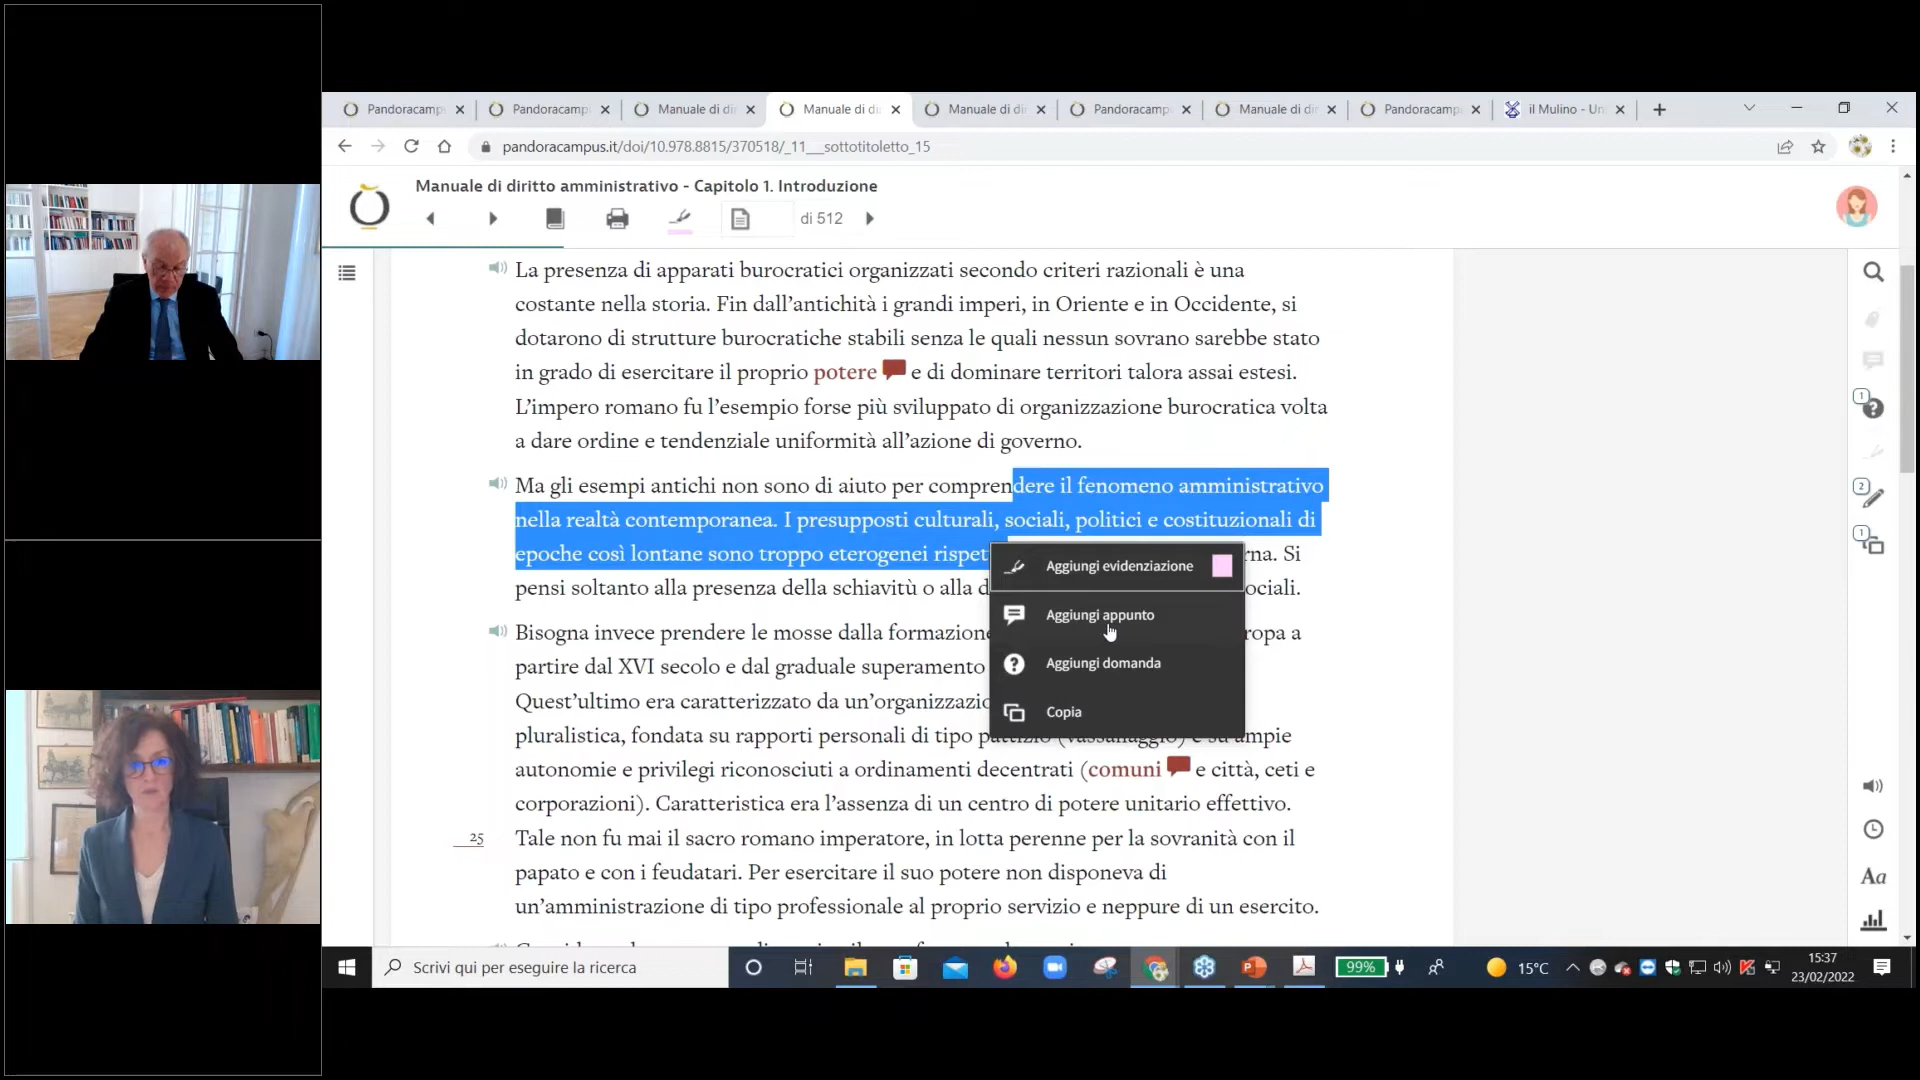 Pandoracamp
Pandoracamp
Manuale di di
Manuale di di
Manuale di di
Pandoracamp
Manuale di di
Pandoracamp
il Mulino - Un
pandoracampus.it/doi/10.978.8815/370518/_11___sottotitoletto_15
Manuale di diritto amministrativo - Capitolo 1. Introduzione
di 512
La presenza di apparati burocratici organizzati secondo criteri razionali è una
costante nella storia. Fin dall’antichità i grandi imperi, in Oriente e in Occidente, si
dotarono di strutture burocratiche stabili senza le quali nessun sovrano sarebbe stato
in grado di esercitare il proprio potere e di dominare territori talora assai estesi.
L’impero romano fu l’esempio forse più sviluppato di organizzazione burocratica volta
a dare ordine e tendenziale uniformità all’azione di governo.
Ma gli esempi antichi non sono di aiuto per comprendere il fenomeno amministrativo
nella realtà contemporanea. I presupposti culturali, sociali, politici e costituzionali di
epoche così lontane sono troppo eterogenei rispet rna. Si
pensi soltanto alla presenza della schiavitù o alla d ociali.
Bisogna invece prendere le mosse dalla formazione ropa a
partire dal XVI secolo e dal graduale superamento
Quest’ultimo era caratterizzato da un’organizzazio
pluralistica, fondata su rapporti personali di tipo pattizio (vassallaggio) e su ampie
autonomie e privilegi riconosciuti a ordinamenti decentrati (comuni e città, ceti e
corporazioni). Caratteristica era l’assenza di un centro di potere unitario effettivo.
25 Tale non fu mai il sacro romano imperatore, in lotta perenne per la sovranità con il
papato e con i feudatari. Per esercitare il suo potere non disponeva di
un’amministrazione di tipo professionale al proprio servizio e neppure di un esercito.
Aggiungi evidenziazione
Aggiungi appunto
Aggiungi domanda
Copia
1
2
1
Aa
Scrivi qui per eseguire la ricerca
99%
15°C
15:37
23/02/2022